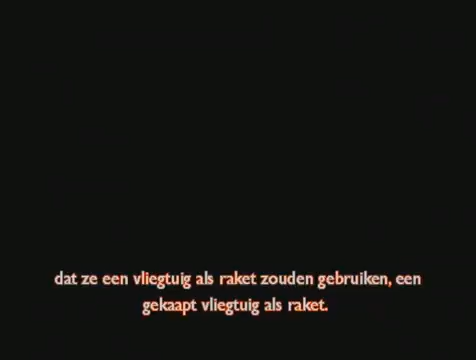 dat ze een vliegtuig als raket zouden gebruiken, een
gekaapt vliegtuig als raket.